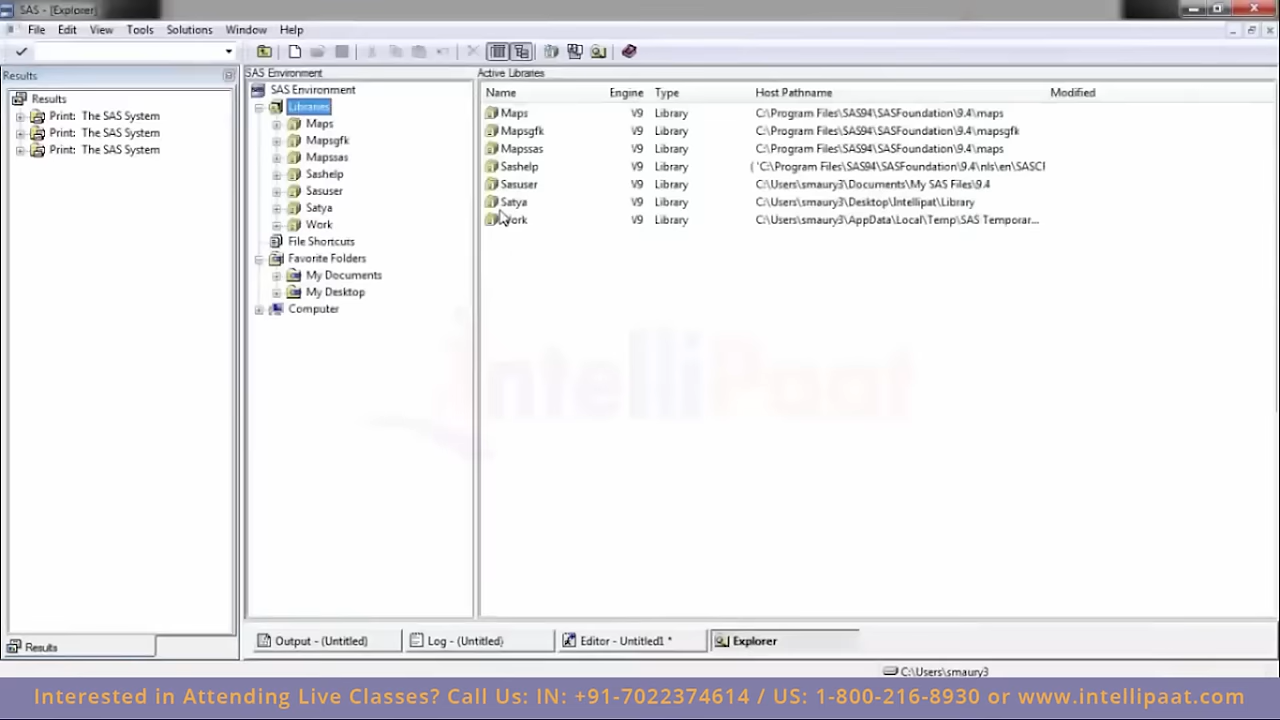 SAS - [Explorer]
File Edit View Tools Solutions Window Help
Results
SAS Environment
Active Libraries
Results
Print: The SAS System
Print: The SAS System
Print: The SAS System
SAS Environment
Libraries
Maps
Mapsgfk
Mapssas
Sashelp
Sasuser
Satya
Work
File Shortcuts
Favorite Folders
My Documents
My Desktop
Computer
Name Engine Type Host Pathname Modified
Maps V9 Library C:\Program Files\SAS94\SASFoundation\9.4\maps
Mapsgfk V9 Library C:\Program Files\SAS94\SASFoundation\9.4\mapsgfk
Mapssas V9 Library C:\Program Files\SAS94\SASFoundation\9.4\maps
Sashelp V9 Library ( 'C:\Program Files\SAS94\SASFoundation\9.4\nls\en\SASCF
Sasuser V9 Library C:\Users\smaury3\Documents\My SAS Files\9.4
Satya V9 Library C:\Users\smaury3\Desktop\Intellipat\Library
Work V9 Library C:\Users\smaury3\AppData\Local\Temp\SAS Temporar...
IntelliPaat
Results
Output - (Untitled) Log - (Untitled) Editor - Untitled1 * Explorer
C:\Users\smaury3
Interested in Attending Live Classes? Call Us: IN: +91-7022374614 / US: 1-800-216-8930 or www.intellipaat.com